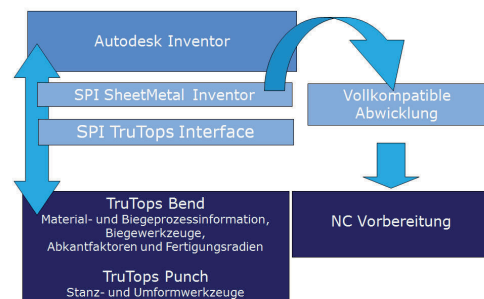 Autodesk Inventor
SPI SheetMetal Inventor
SPI TruTops Interface
Vollkompatible
Abwicklung
TruTops Bend
Material- und Biegeprozessinformation,
Biegewerkzeuge,
Abkantfaktoren und Fertigungsradien
TruTops Punch
Stanz- und Umformwerkzeuge
NC Vorbereitung